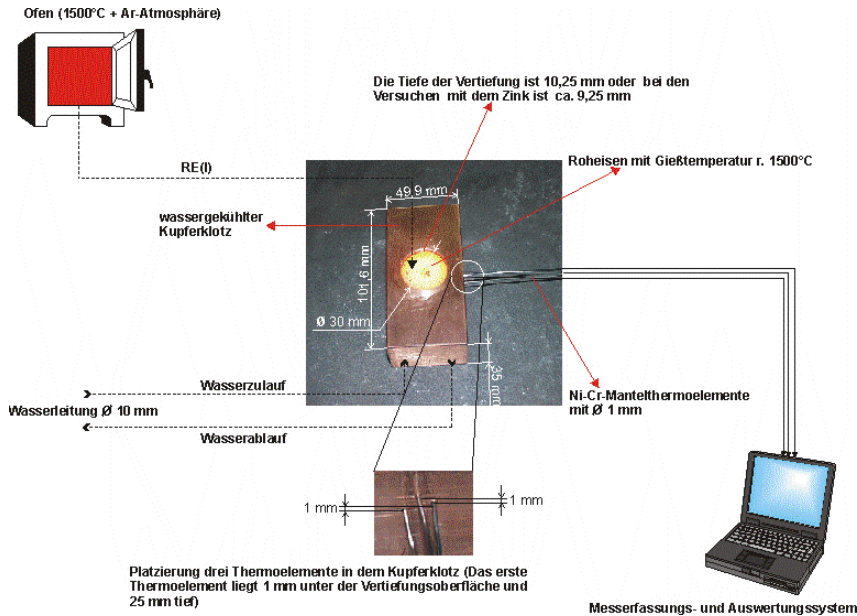 Ofen (1500°C + Ar-Atmosphäre)
Die Tiefe der Vertiefung ist 10,25 mm oder bei den
Versuchen mit dem Zink ist ca. 9,25 mm
RE(l)
Roheisen mit Gießtemperatur r. 1500°C
49,9 mm
wassergekühlter
Kupferklotz
101,6 mm
Ø 30 mm
35 mm
Wasserzulauf
Ni-Cr-Mantelthermoelemente
mit Ø 1 mm
Wasserleitung Ø 10 mm
Wasserablauf
1 mm
1 mm
Platzierung drei Thermoelemente in dem Kupferklotz (Das erste
Thermoelement liegt 1 mm unter der Vertiefungsoberfläche und
25 mm tief)
Messerfassungs- und Auswertungssystem